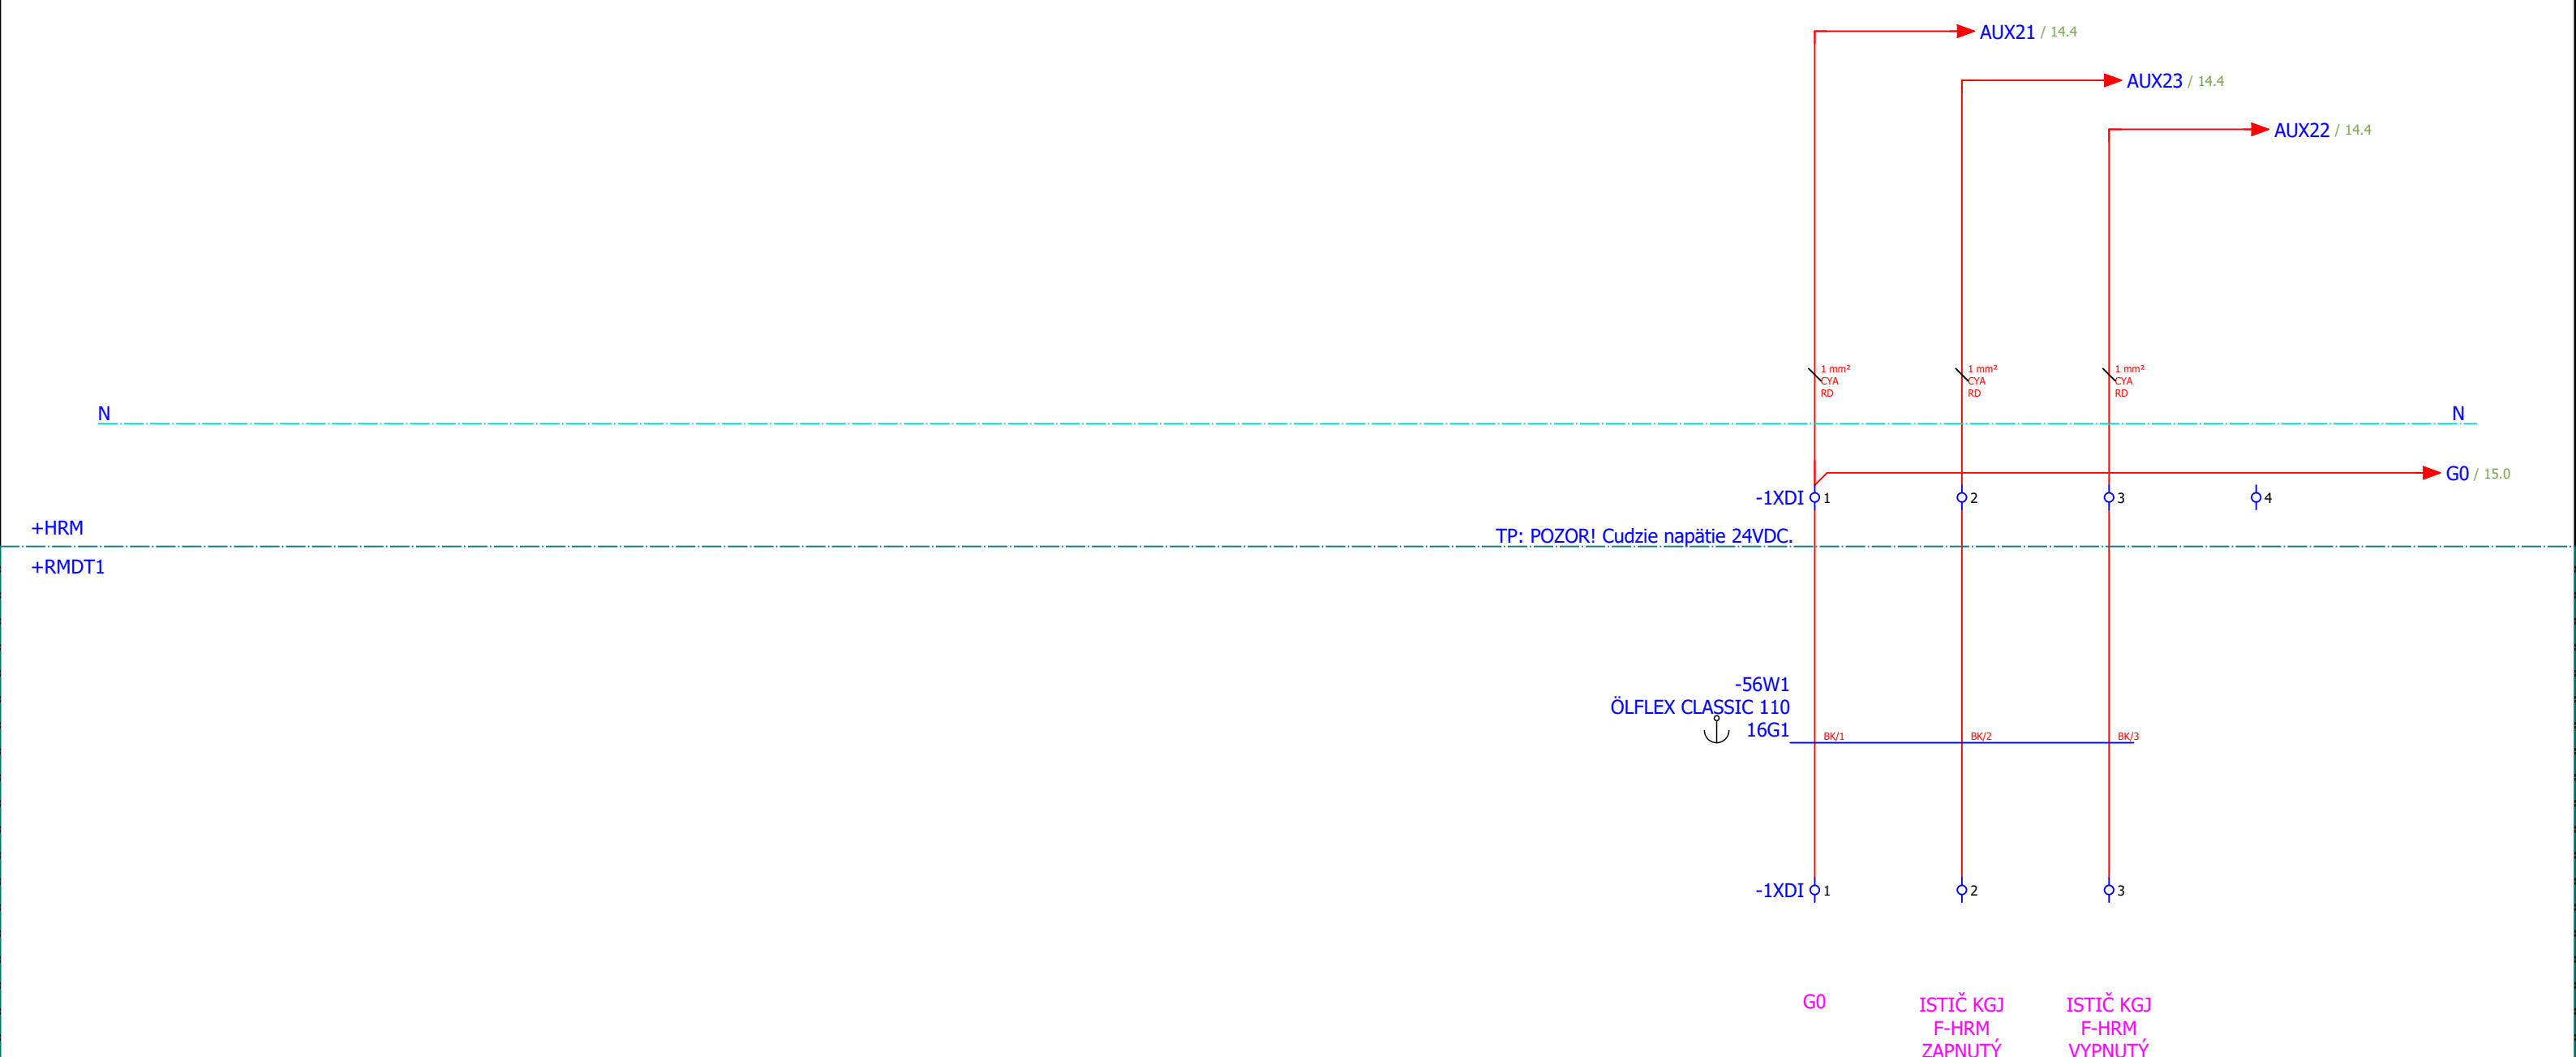 AUX21 / 14.4
AUX23 / 14.4
AUX22 / 14.4
1 mm² 1 mm² 1 mm²
CYA CYA CYA
RD RD RD
N N
G0 / 15.0
-1XDI 1 2 3 4
+HRM
TP: POZOR! Cudzie napätie 24VDC.
+RMDT1
-56W1
ÖLFLEX CLASSIC 110
16G1
BK/1 BK/2 BK/3
-1XDI 1 2 3
G0 ISTIČ KGJ ISTIČ KGJ
F-HRM F-HRM
ZAPNUTÝ VYPNUTÝ